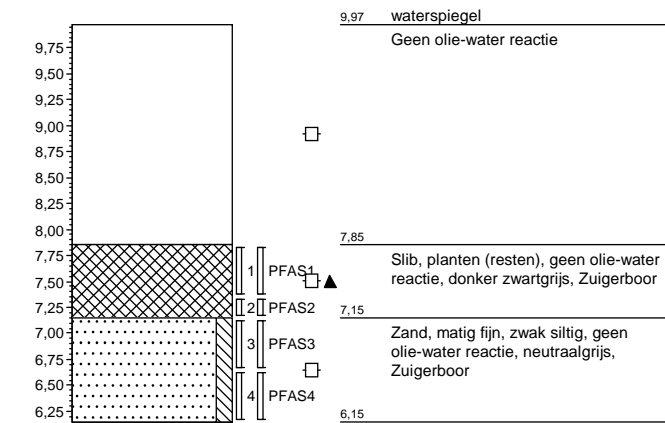 9,97 waterspiegel
Geen olie-water reactie
9,75
9,50
9,25
9,00
8,75
8,50
8,25
8,00
7,75
7,50
7,25
7,00
6,75
6,50
6,25
7,85
Slib, planten (resten), geen olie-water
reactie, donker zwartgrijs, Zuigerboor
1 PFAS1
2 PFAS2
7,15
Zand, matig fijn, zwak siltig, geen
olie-water reactie, neutraalgrijs,
Zuigerboor
3 PFAS3
4 PFAS4
6,15